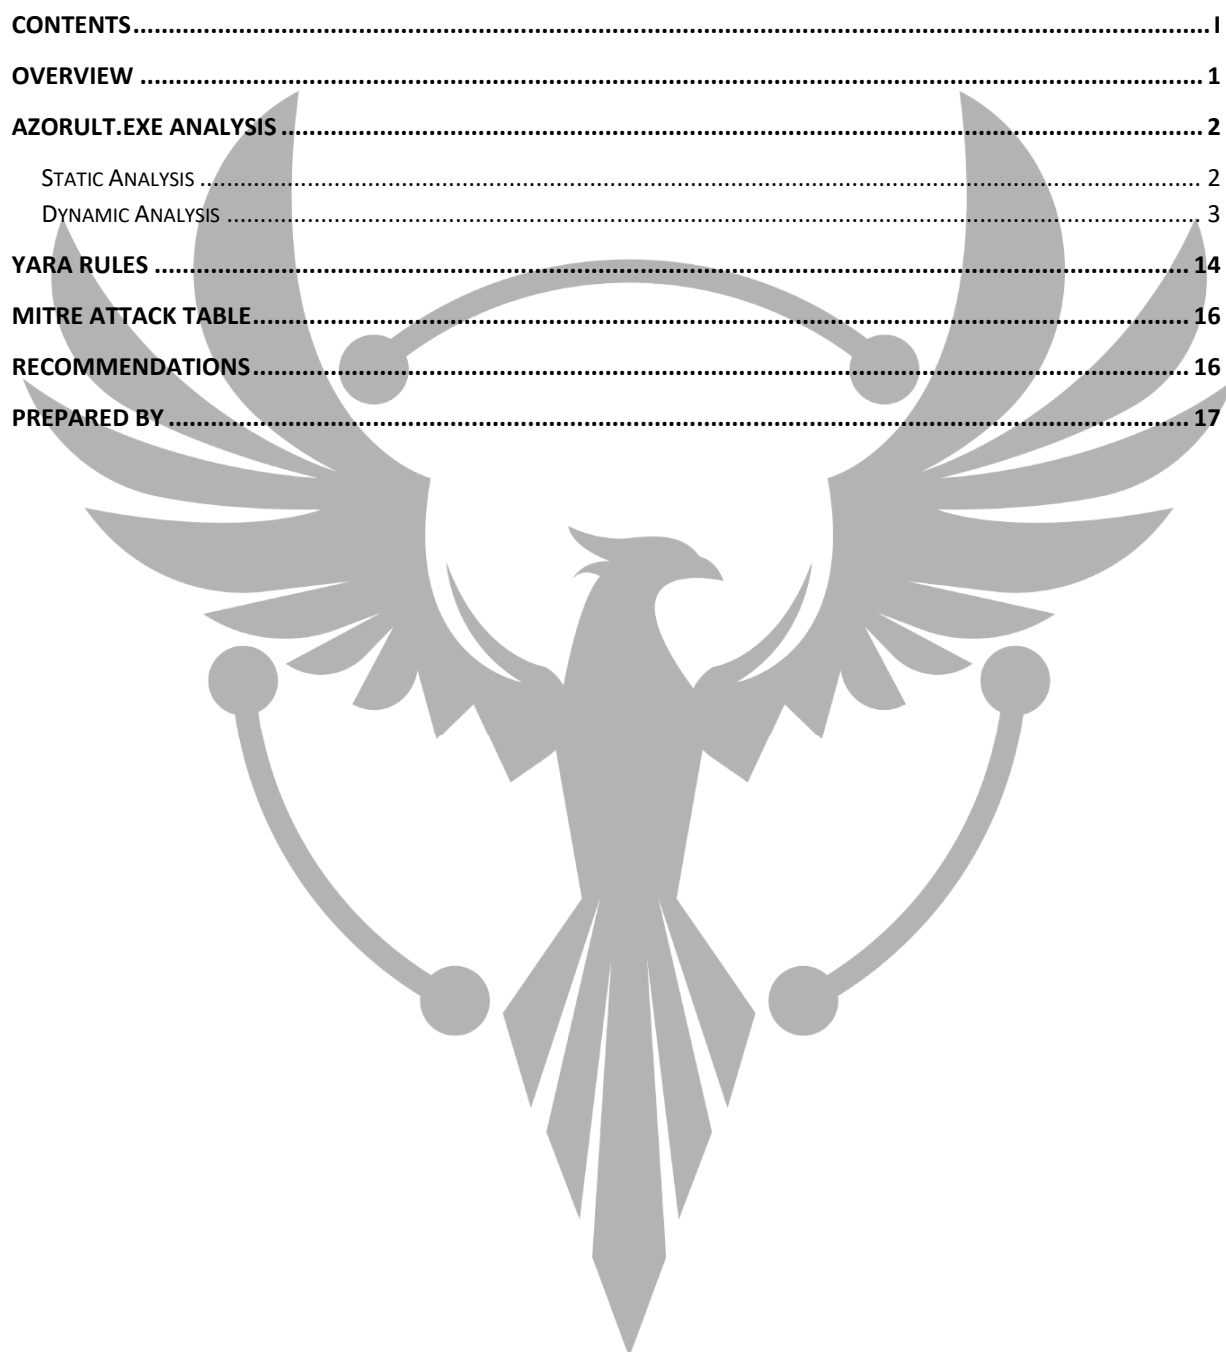 CONTENTS I
OVERVIEW 1
AZORULT.EXE ANALYSIS 2
STATIC ANALYSIS 2
DYNAMIC ANALYSIS 3
YARA RULES 14
MITRE ATTACK TABLE 16
RECOMMENDATIONS 16
PREPARED BY 17